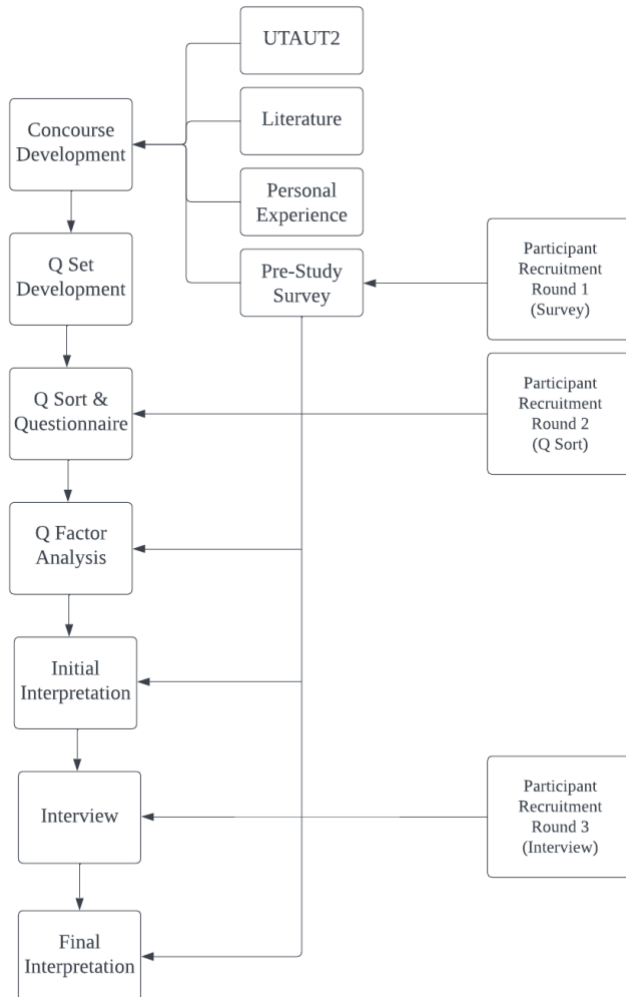 UTAUT2
Literature
Concourse
Development
Personal
Experience
Pre-Study
Survey
Participant
Recruitment
Round 1
(Survey)
Q Set
Development
Participant
Recruitment
Round 2
(Q Sort)
Q Sort &
Questionnaire
Q Factor
Analysis
Initial
Interpretation
Interview
Participant
Recruitment
Round 3
(Interview)
Final
Interpretation